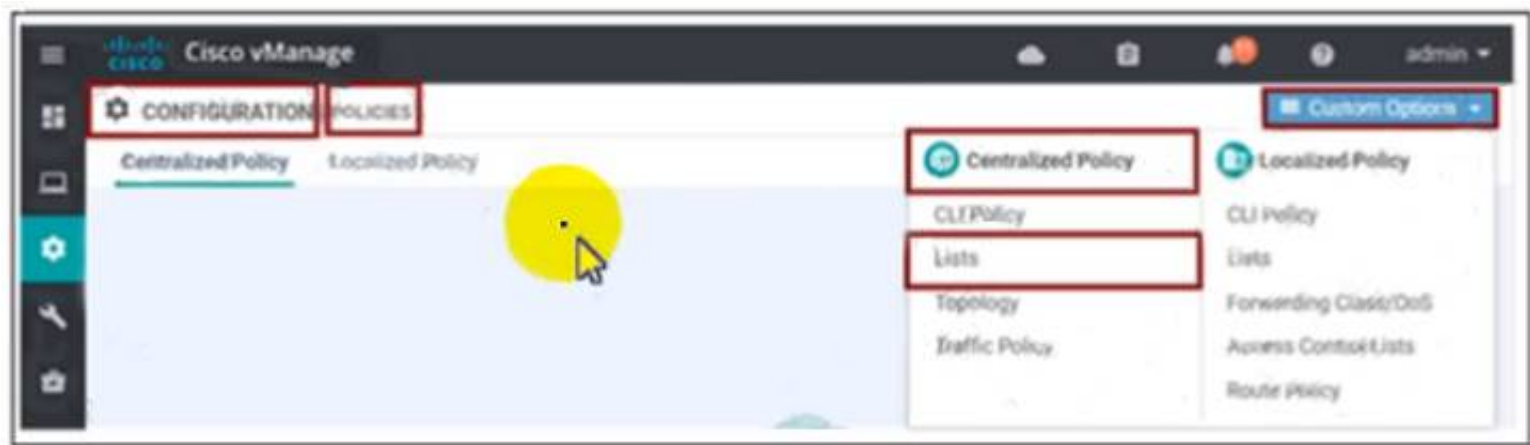 cisco Cisco vManage admin
CONFIGURATION POLICIES Custom Options
Centralized Policy Localized Policy
Centralized Policy
CLI Policy
Lists
Topology
Traffic Policy
Localized Policy
CLI Policy
Lists
Forwarding Class/QoS
Access Control Lists
Route Policy